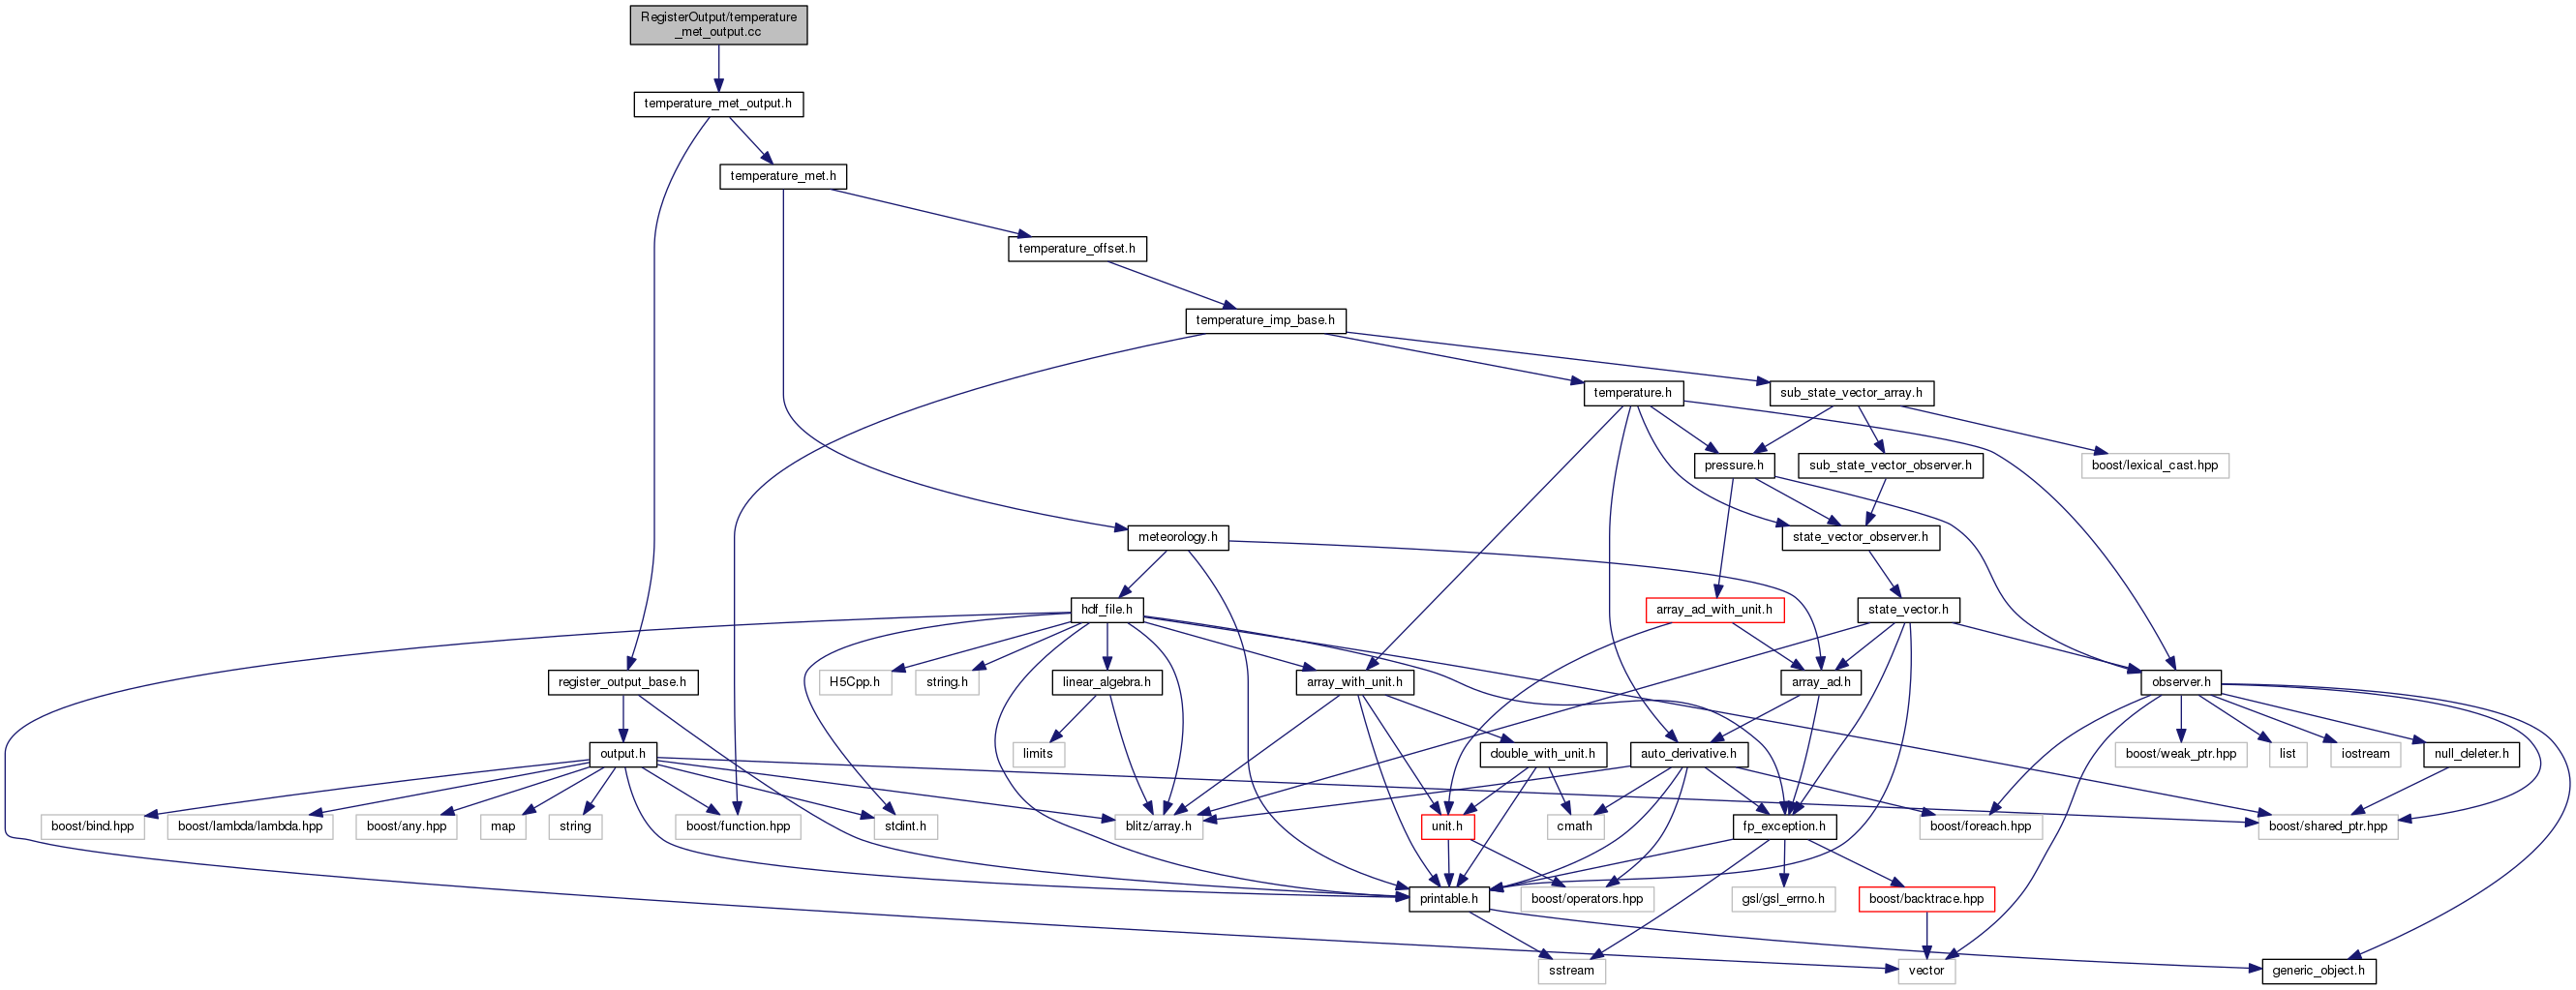 RegisterOutput/temperature
_met_output.cc
temperature_met_output.h
temperature_met.h
temperature_offset.h
temperature_imp_base.h
temperature.h
sub_state_vector_array.h
pressure.h
sub_state_vector_observer.h
boost/lexical_cast.hpp
meteorology.h
state_vector_observer.h
hdf_file.h
array_ad_with_unit.h
state_vector.h
register_output_base.h
H5Cpp.h
string.h
linear_algebra.h
array_with_unit.h
array_ad.h
observer.h
output.h
limits
double_with_unit.h
auto_derivative.h
boost/weak_ptr.hpp
list
iostream
null_deleter.h
boost/bind.hpp
boost/lambda/lambda.hpp
boost/any.hpp
map
string
boost/function.hpp
stdint.h
blitz/array.h
unit.h
cmath
fp_exception.h
boost/foreach.hpp
boost/shared_ptr.hpp
printable.h
boost/operators.hpp
gsl/gsl_errno.h
boost/backtrace.hpp
sstream
vector
generic_object.h